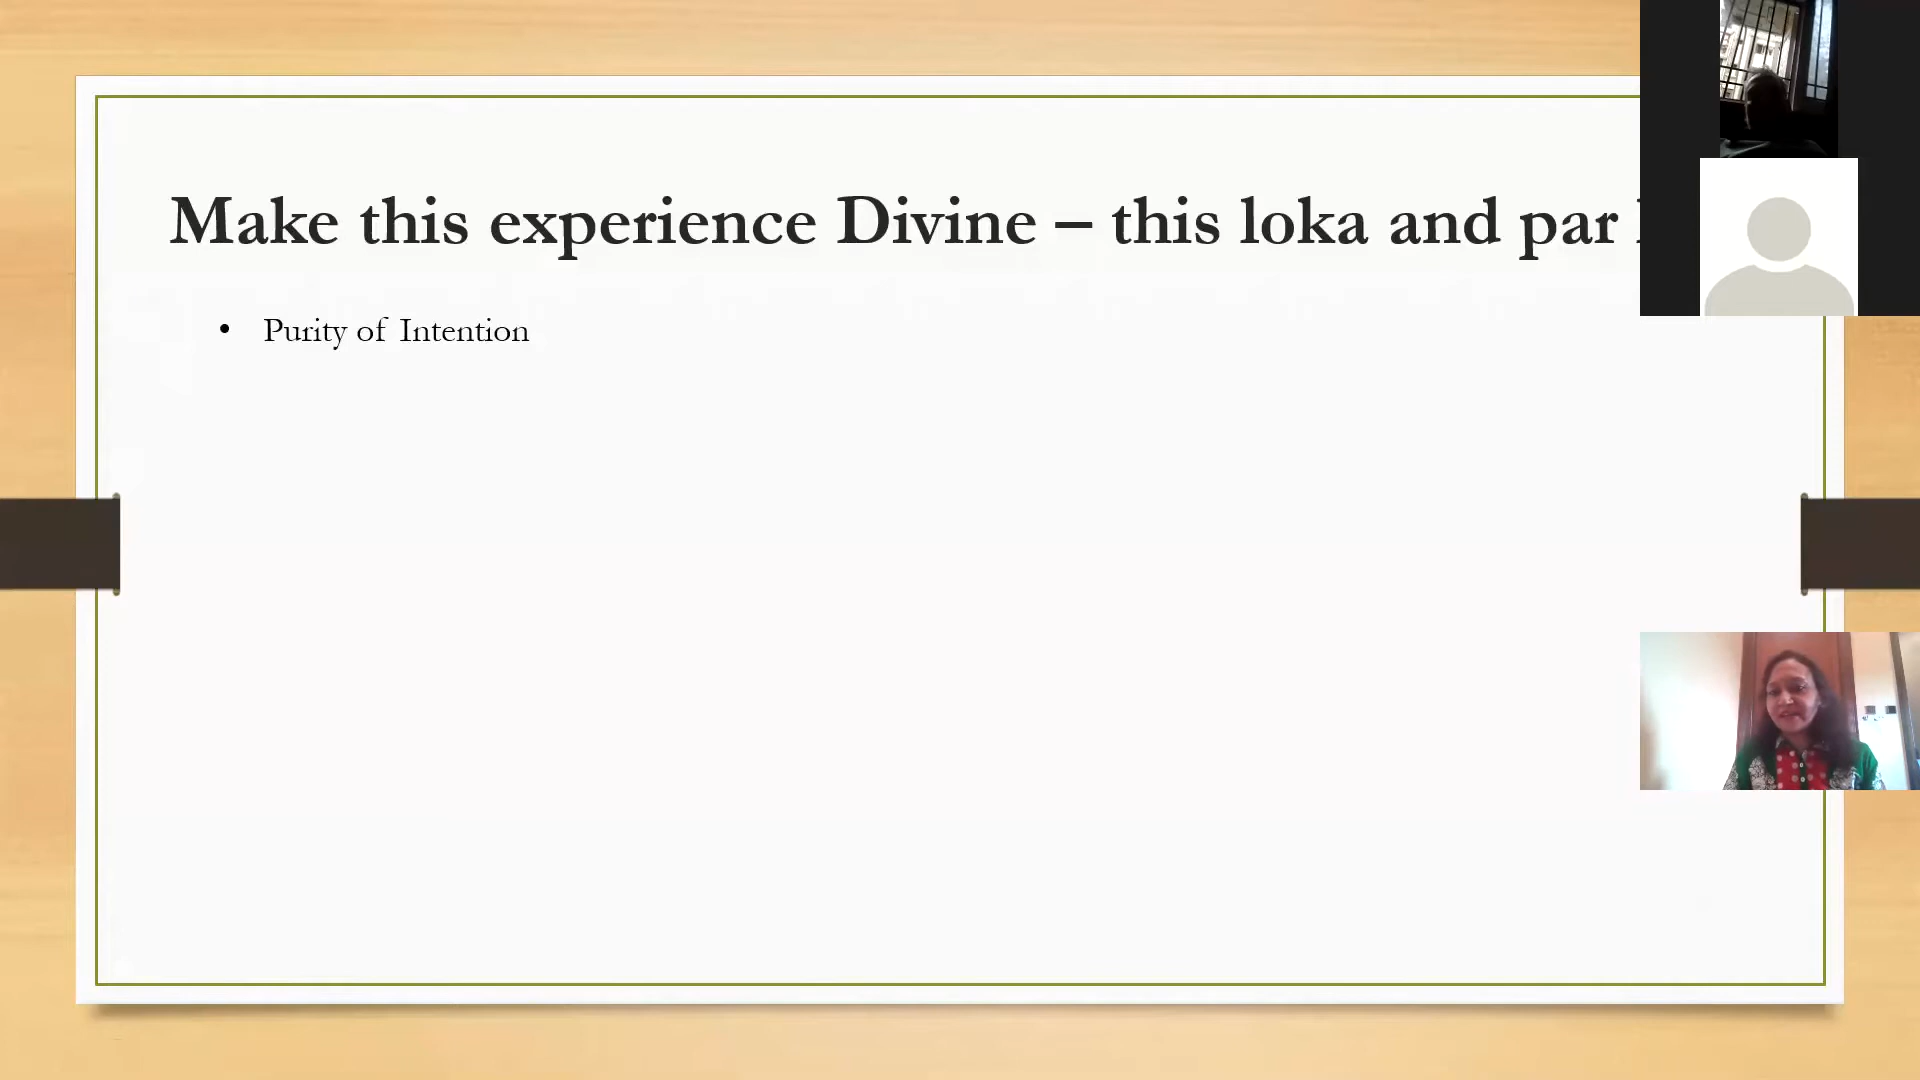 Make this experience Divine – this loka and par
• Purity of Intention